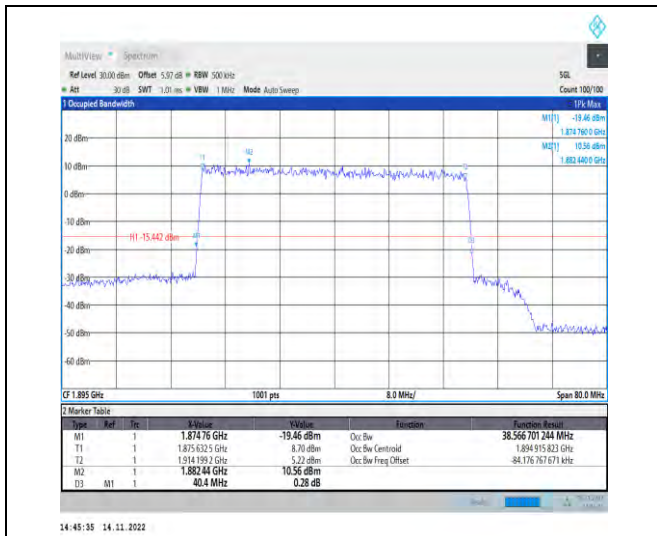 MultiView Spectrum
Ref Level 30.00 dBm Offset 5.97 dB RBW 500 kHz SGL
Att 30 dB SWT 1.01 ms VBW 1 MHz Mode Auto Sweep Count 100/100
1 Occupied Bandwidth 1Pk Max
M1[1] -19.46 dBm
1.874 760 0 GHz
M2[1] 10.56 dBm
1.882 440 0 GHz
20 dBm
T1 M2
10 dBm
0 dBm
-10 dBm
H1 -15.442 dBm
-20 dBm
D3
-30 dBm
-40 dBm
-50 dBm
-60 dBm
CF 1.895 GHz 1001 pts 8.0 MHz/ Span 80.0 MHz
2 Marker Table
Type Ref Trc X-Value Y-Value Function Function Result
M1 1 1.874 76 GHz -19.46 dBm Occ Bw 38.566 701 244 MHz
T1 1 1.875 632 5 GHz 8.70 dBm Occ Bw Centroid 1.894 915 823 GHz
T2 1 1.914 199 2 GHz 5.22 dBm Occ Bw Freq Offset -84.176 767 671 kHz
M2 1 1.882 44 GHz 10.56 dBm
D3 M1 1 40.4 MHz 0.28 dB
14:45:35 14.11.2022